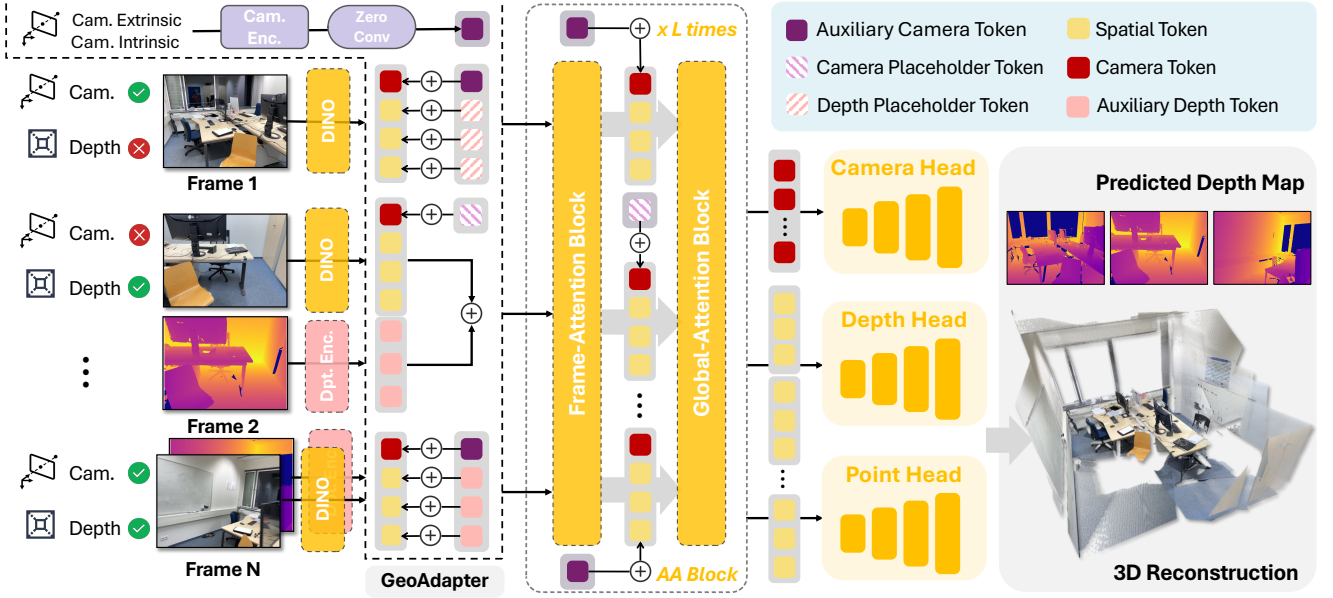 Cam. Extrinsic
Cam. Intrinsic
Cam. Enc.
Zero Conv
x L times
Auxiliary Camera Token
Spatial Token
Camera Placeholder Token
Camera Token
Depth Placeholder Token
Auxiliary Depth Token
Cam.
Depth
DINO
Frame 1
Cam.
Depth
DINO
Dpt. Enc.
Frame 2
Cam.
Depth
DINO
Frame N
GeoAdapter
Frame-Attention Block
Global-Attention Block
AA Block
Camera Head
Depth Head
Point Head
Predicted Depth Map
3D Reconstruction